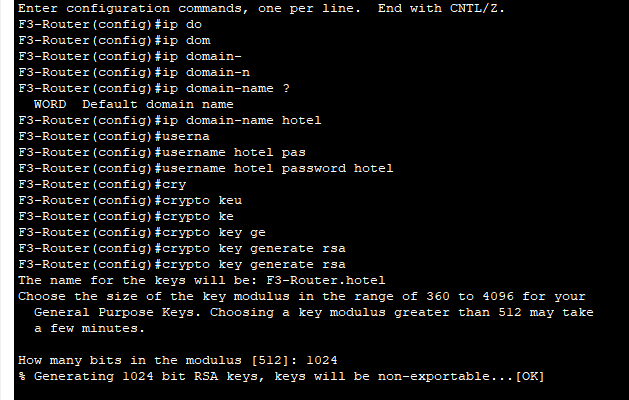 Enter configuration commands, one per line.  End with CNTL/Z.
F3-Router(config)#ip do
F3-Router(config)#ip dom
F3-Router(config)#ip domain-
F3-Router(config)#ip domain-n
F3-Router(config)#ip domain-name ?
  WORD  Default domain name
F3-Router(config)#ip domain-name hotel
F3-Router(config)#userna
F3-Router(config)#username hotel pas
F3-Router(config)#username hotel password hotel
F3-Router(config)#cry
F3-Router(config)#crypto keu
F3-Router(config)#crypto ke
F3-Router(config)#crypto key ge
F3-Router(config)#crypto key generate rsa
F3-Router(config)#crypto key generate rsa
The name for the keys will be: F3-Router.hotel
Choose the size of the key modulus in the range of 360 to 4096 for your
  General Purpose Keys. Choosing a key modulus greater than 512 may take
  a few minutes.

How many bits in the modulus [512]: 1024
% Generating 1024 bit RSA keys, keys will be non-exportable...[OK]